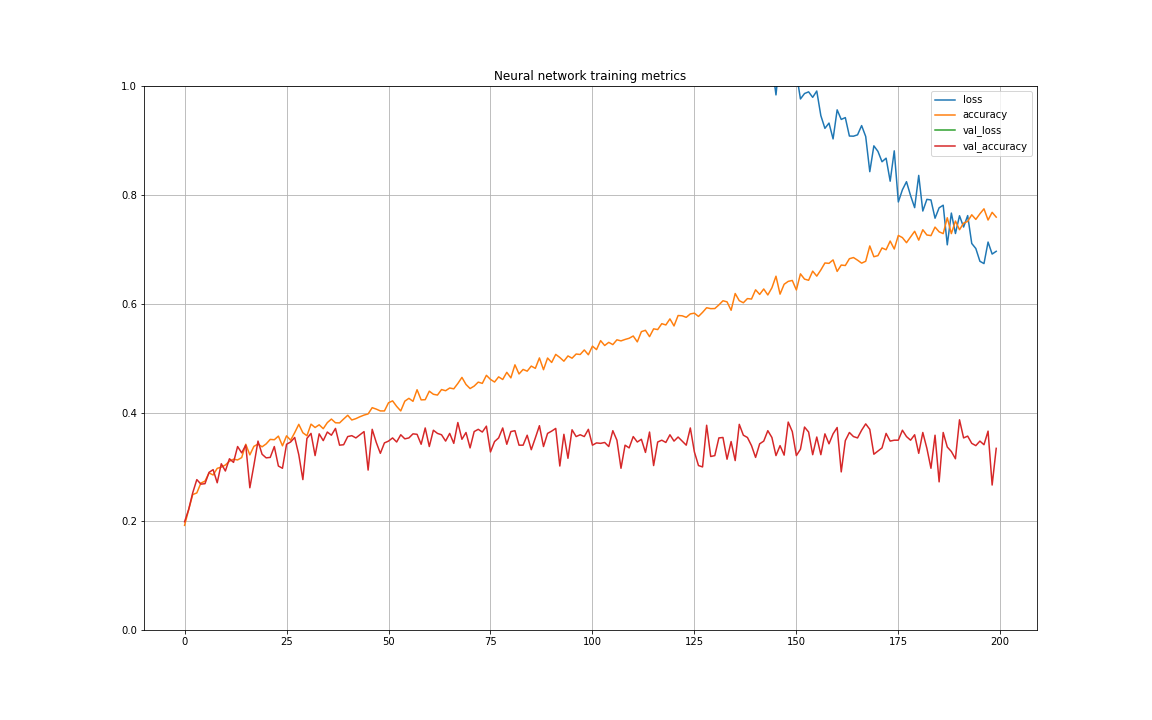 Neural network training metrics
1.0
0.8
0.6
0.4
0.2
0.0
loss
accuracy
val_loss
val_accuracy
0 25 50 75 100 125 150 175 200